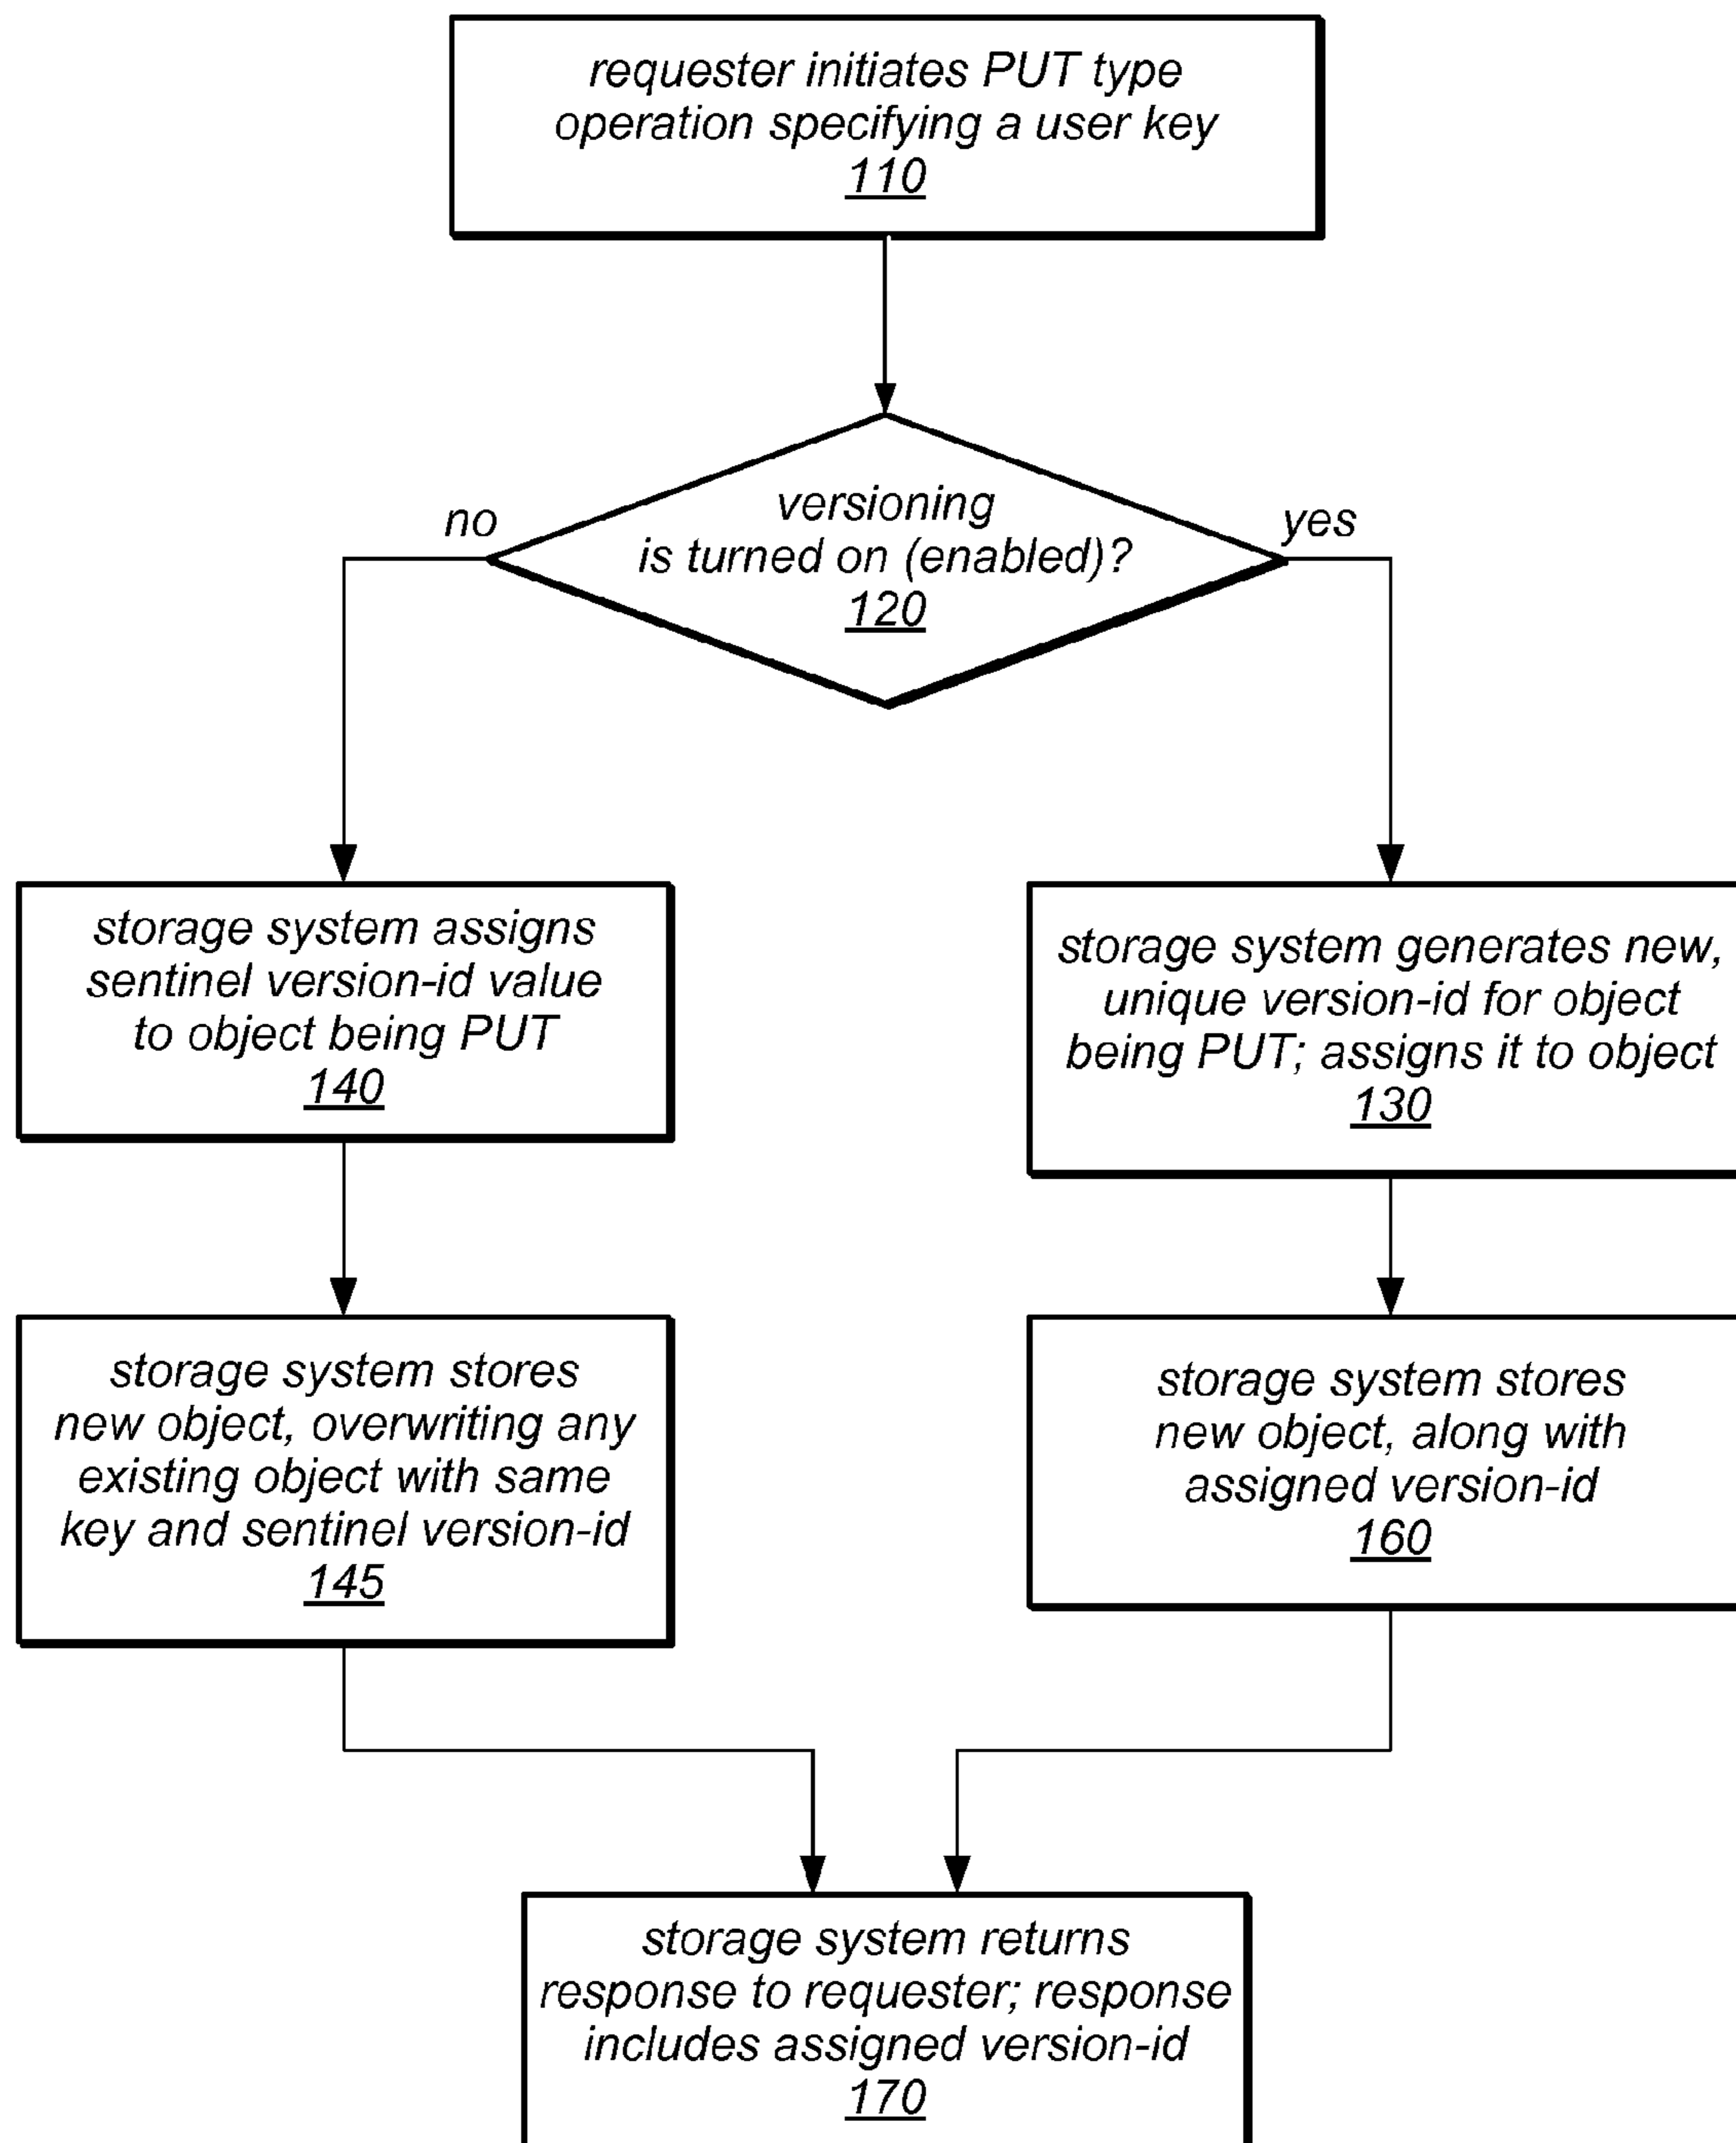 requester initiates PUT type
operation specifying a user key
110
versioning
is turned on (enabled)?
120
no
yes
storage system assigns
sentinel version-id value
to object being PUT
140
storage system generates new,
unique version-id for object
being PUT; assigns it to object
130
storage system stores
new object, overwriting any
existing object with same
key and sentinel version-id
145
storage system stores
new object, along with
assigned version-id
160
storage system returns
response to requester; response
includes assigned version-id
170